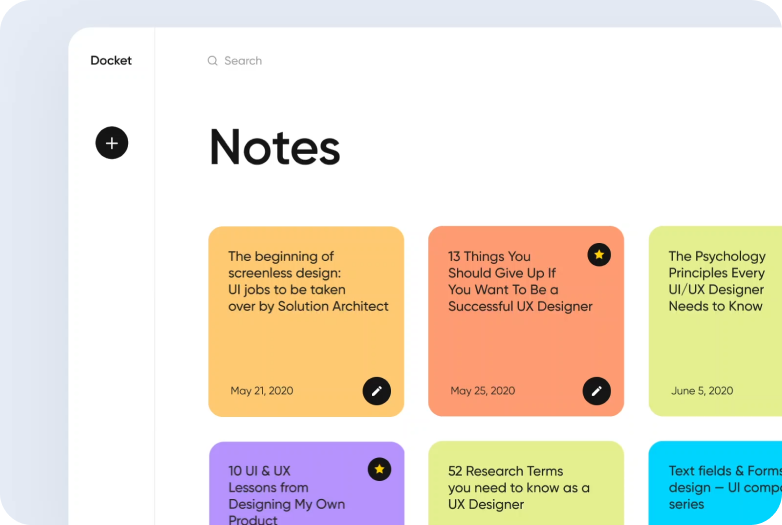 Docket
Search
Notes
The beginning of
screenless design:
UI jobs to be taken
over by Solution Architect
May 21, 2020
13 Things You
Should Give Up If
You Want To Be a
Successful UX Designer
May 25, 2020
The Psychology
Principles Every
UI/UX Designer
Needs to Know
June 5, 2020
10 UI & UX
Lessons from
Designing My Own
Product
52 Research Terms
you need to know as a
UX Designer
Text fields & Forms
design — UI compo
series